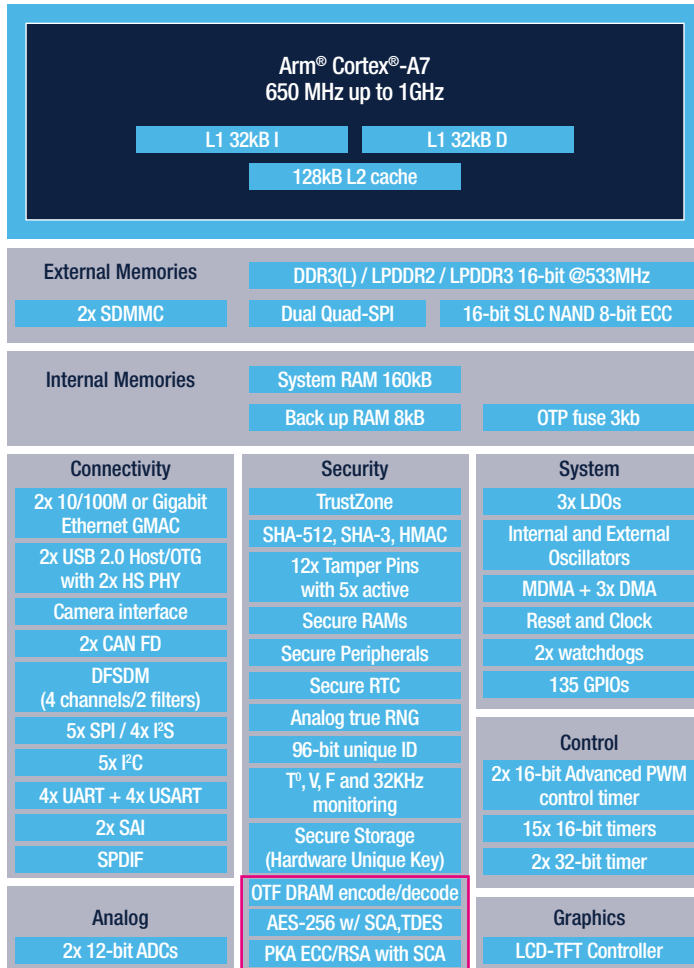 Arm® Cortex®-A7
650 MHz up to 1GHz
L1 32kB I
L1 32kB D
128kB L2 cache
External Memories
DDR3(L) / LPDDR2 / LPDDR3 16-bit @533MHz
2x SDMMC
Dual Quad-SPI
16-bit SLC NAND 8-bit ECC
Internal Memories
System RAM 160kB
Back up RAM 8kB
OTP fuse 3kb
Connectivity
2x 10/100M or Gigabit
Ethernet GMAC
2x USB 2.0 Host/OTG
with 2x HS PHY
Camera interface
2x CAN FD
DFSDM
(4 channels/2 filters)
5x SPI / 4x I²S
5x I²C
4x UART + 4x USART
2x SAI
SPDIF
Analog
2x 12-bit ADCs
Security
TrustZone
SHA-512, SHA-3, HMAC
12x Tamper Pins
with 5x active
Secure RAMs
Secure Peripherals
Secure RTC
Analog true RNG
96-bit unique ID
T⁰, V, F and 32KHz
monitoring
Secure Storage
(Hardware Unique Key)
OTF DRAM encode/decode
AES-256 w/ SCA,TDES
PKA ECC/RSA with SCA
System
3x LDOs
Internal and External
Oscillators
MDMA + 3x DMA
Reset and Clock
2x watchdogs
135 GPIOs
Control
2x 16-bit Advanced PWM
control timer
15x 16-bit timers
2x 32-bit timer
Graphics
LCD-TFT Controller